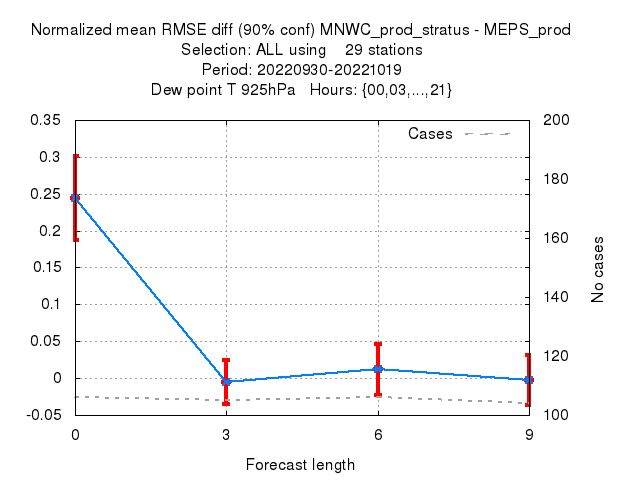 Normalized mean RMSE diff (90% conf) MNWC_prod_stratus - MEPS_prod
Selection: ALL using    29 stations
Period: 20220930-20221019
Dew point T 925hPa   Hours: {00,03,...,21}
Cases
0.35
0.3
0.25
0.2
0.15
0.1
0.05
0
-0.05
200
180
160
140
120
100
No cases
0 3 6 9
Forecast length